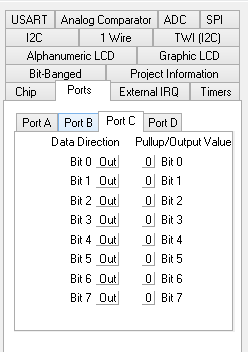 USART Analog Comparator ADC SPI
I2C 1 Wire TWI (I2C)
Alphanumeric LCD Graphic LCD
Bit-Banged Project Information
Chip Ports External IRQ Timers
Port A Port B Port C Port D
Data Direction Pullup/Output Value
Bit 0 Out 0 Bit 0
Bit 1 Out 0 Bit 1
Bit 2 Out 0 Bit 2
Bit 3 Out 0 Bit 3
Bit 4 Out 0 Bit 4
Bit 5 Out 0 Bit 5
Bit 6 Out 0 Bit 6
Bit 7 Out 0 Bit 7